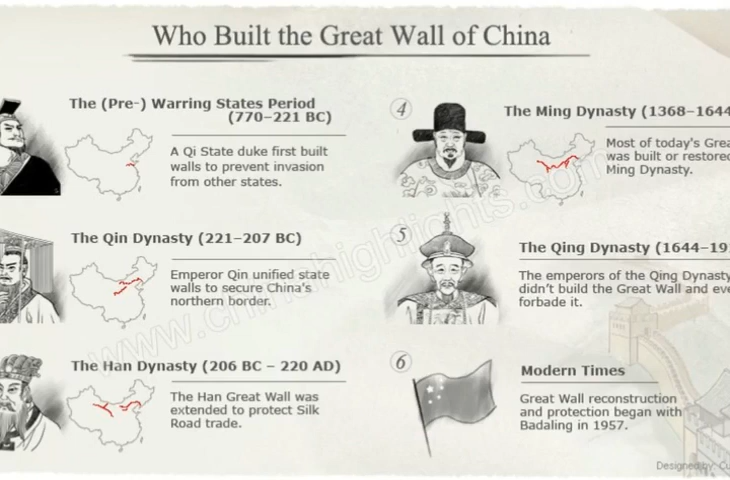 Who Built the Great Wall of China
The (Pre-) Warring States Period
(770–221 BC)
A Qi State duke first built
walls to prevent invasion
from other states.
The Qin Dynasty (221–207 BC)
Emperor Qin unified state
walls to secure China's
northern border.
The Han Dynasty (206 BC – 220 AD)
The Han Great Wall was
extended to protect Silk
Road trade.
4
The Ming Dynasty (1368–1644
Most of today's Grea
was built or restored
Ming Dynasty.
5
The Qing Dynasty (1644–191
The emperors of the Qing Dynasty
didn't build the Great Wall and eve
forbade it.
6
Modern Times
Great Wall reconstruction
and protection began with
Badaling in 1957.
www.chinahighlights.com
Designed by: Cu